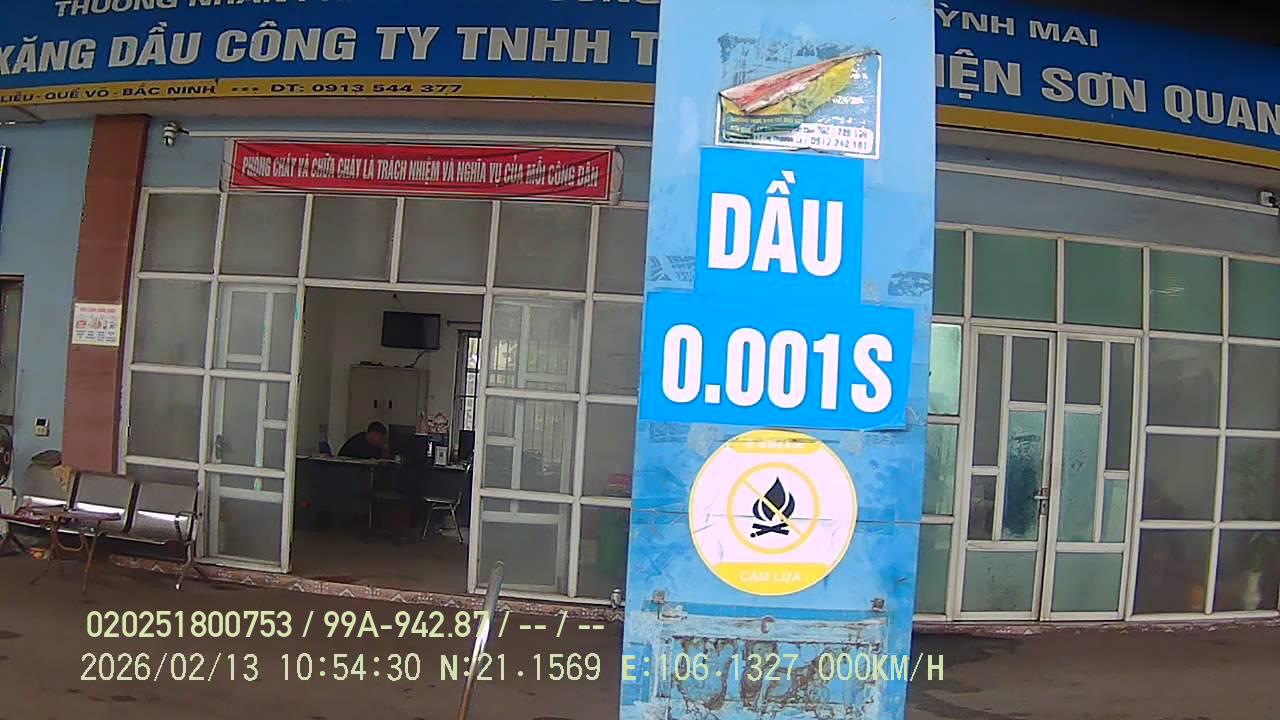 THƯƠNG NHÂN
ỲNH MAI
XĂNG DẦU CÔNG TY TNHH T
IỆN SƠN QUAN
LIỄU - QUẾ VÕ - BẮC NINH ••• DT: 0913 544 377
PHÒNG CHÁY VÀ CHỮA CHÁY LÀ TRÁCH NHIỆM VÀ NGHĨA VỤ CỦA MỖI CÔNG DÂN
DẦU
0.001S
CẤM LỬA
020251800753 / 99A-942.87 / -- / --
2026/02/13 10:54:30 N:21.1569 E:106.1327 000KM/H